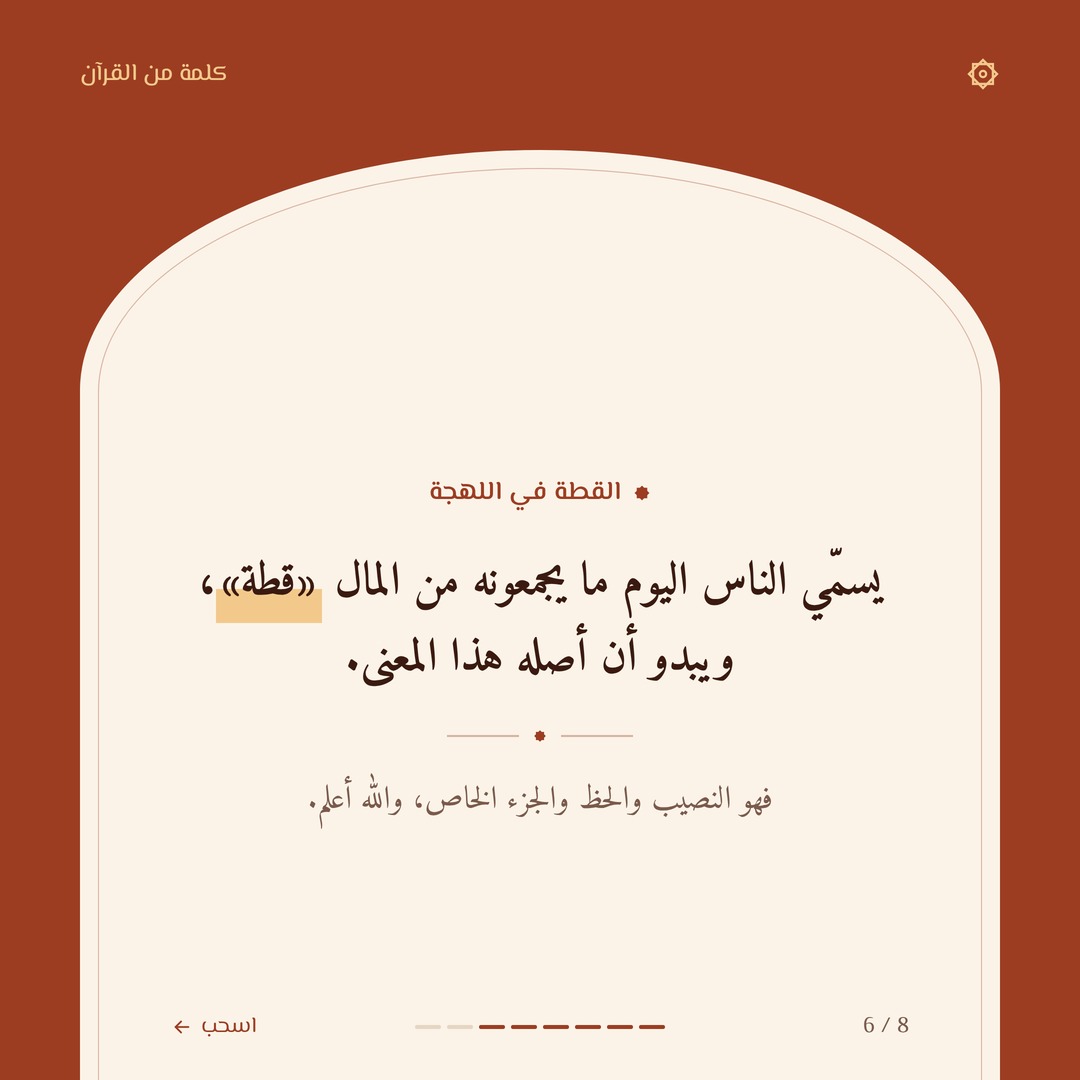 كلمة من القرآن
القطة في اللهجة
يسمّي الناس اليوم ما يجمعونه من المال «قطة»،
ويبدو أن أصله هذا المعنى.
فهو النصيب والحظ والجزء الخاص، والله أعلم.
6 / 8
اسحب ←